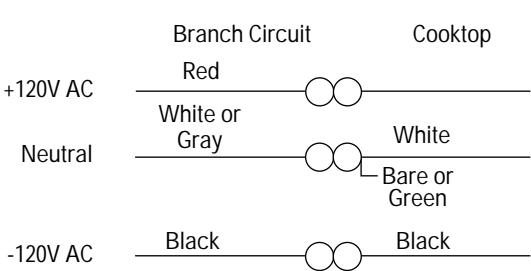 Branch Circuit Cooktop
+120V AC Red
Neutral White or
Gray White
Bare or
Green
-120V AC Black Black